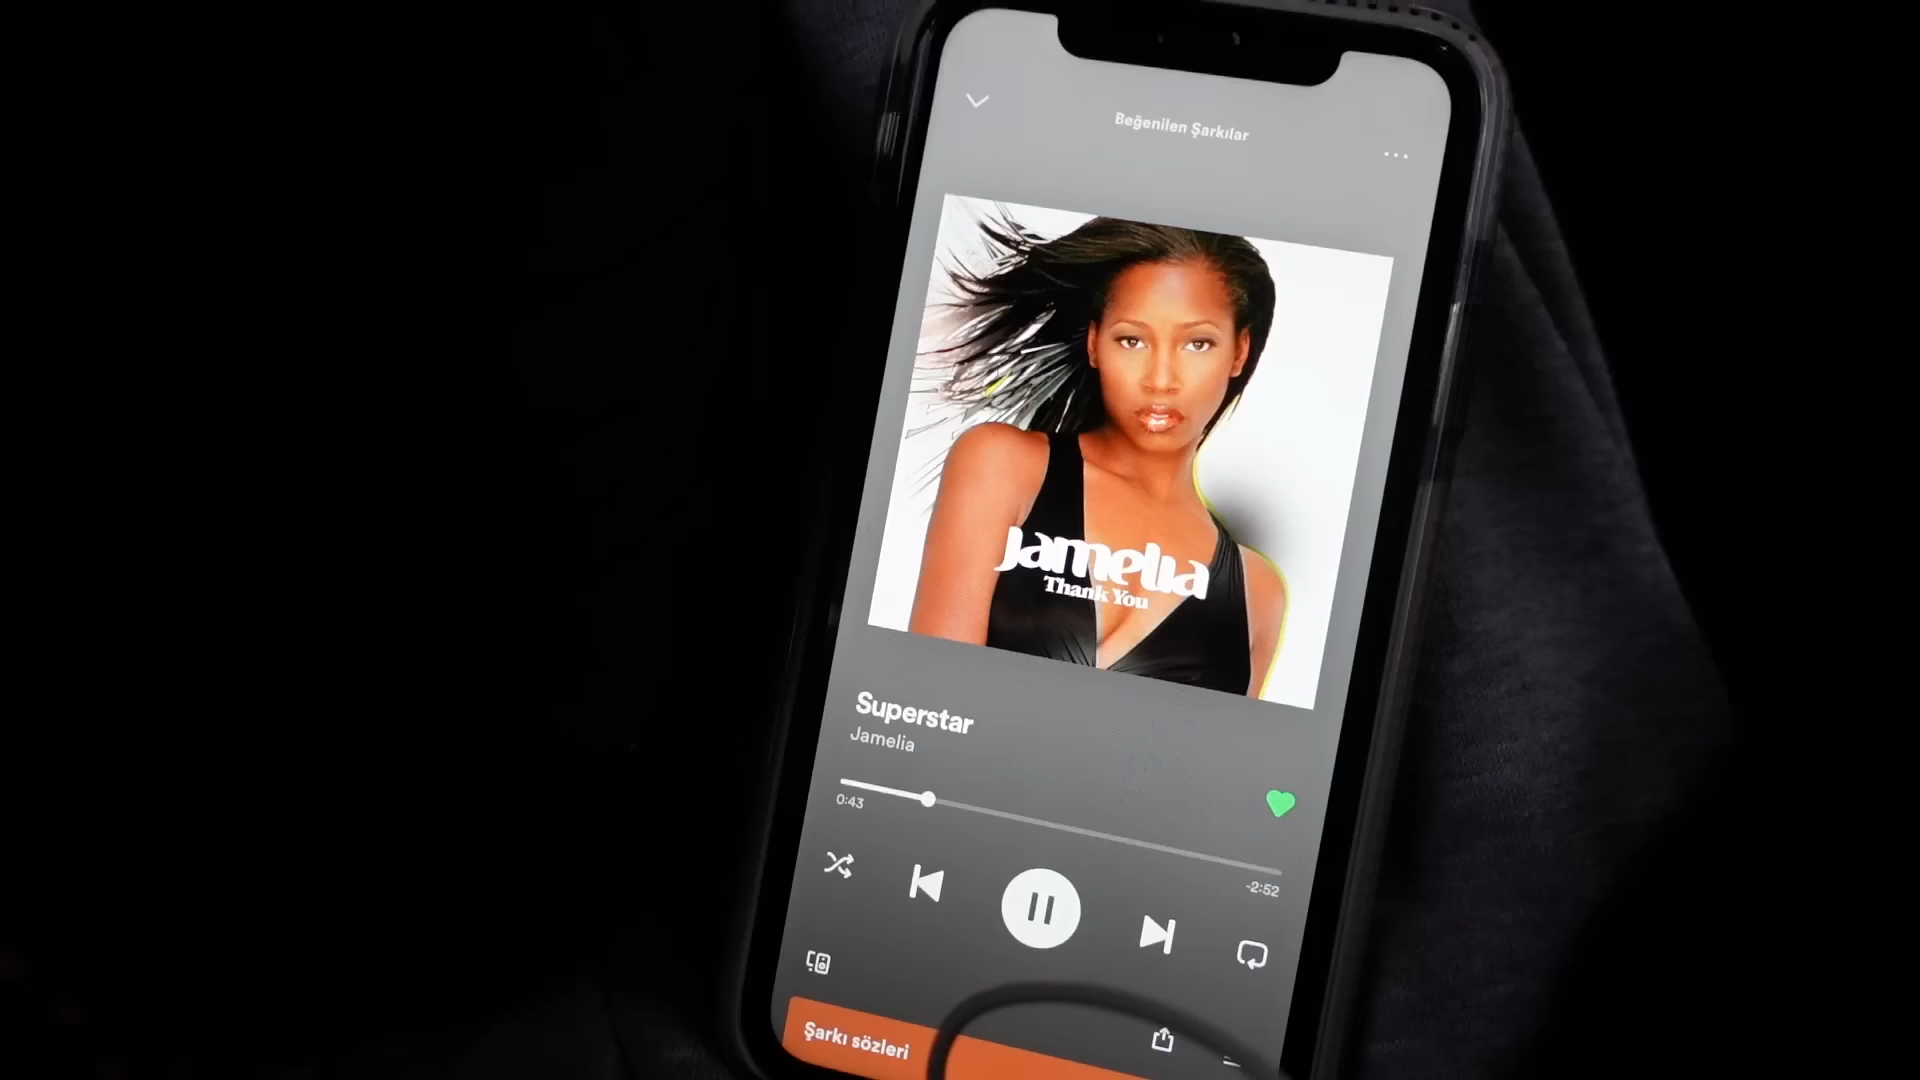 Beğenilen Şarkılar
Jamelia
Thank You
Superstar
Jamelia
0:43
-2:52
Şarkı sözleri